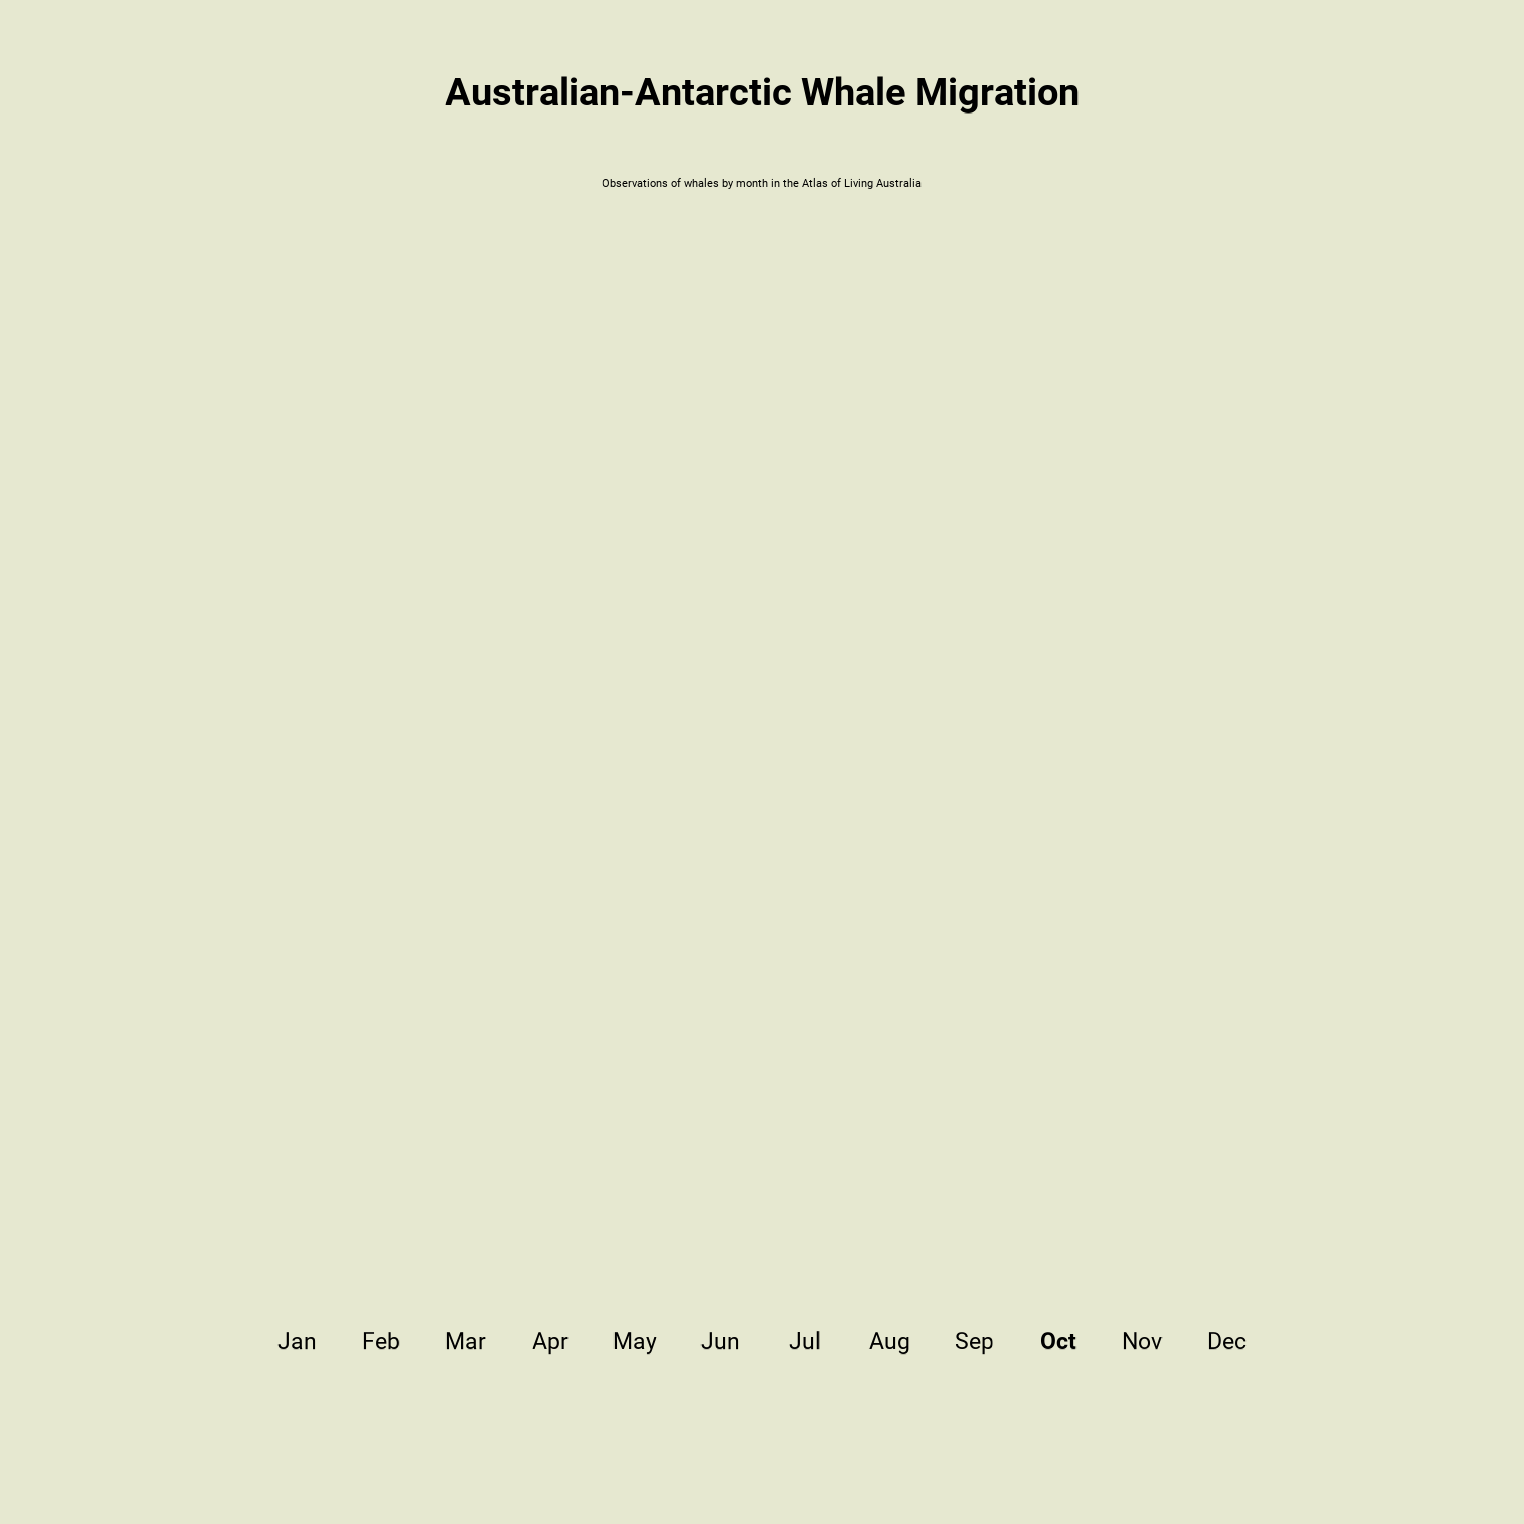 Australian-Antarctic Whale Migration
Observations of whales by month in the Atlas of Living Australia
Jan Feb Mar Apr May Jun Jul Aug Sep Oct Nov Dec